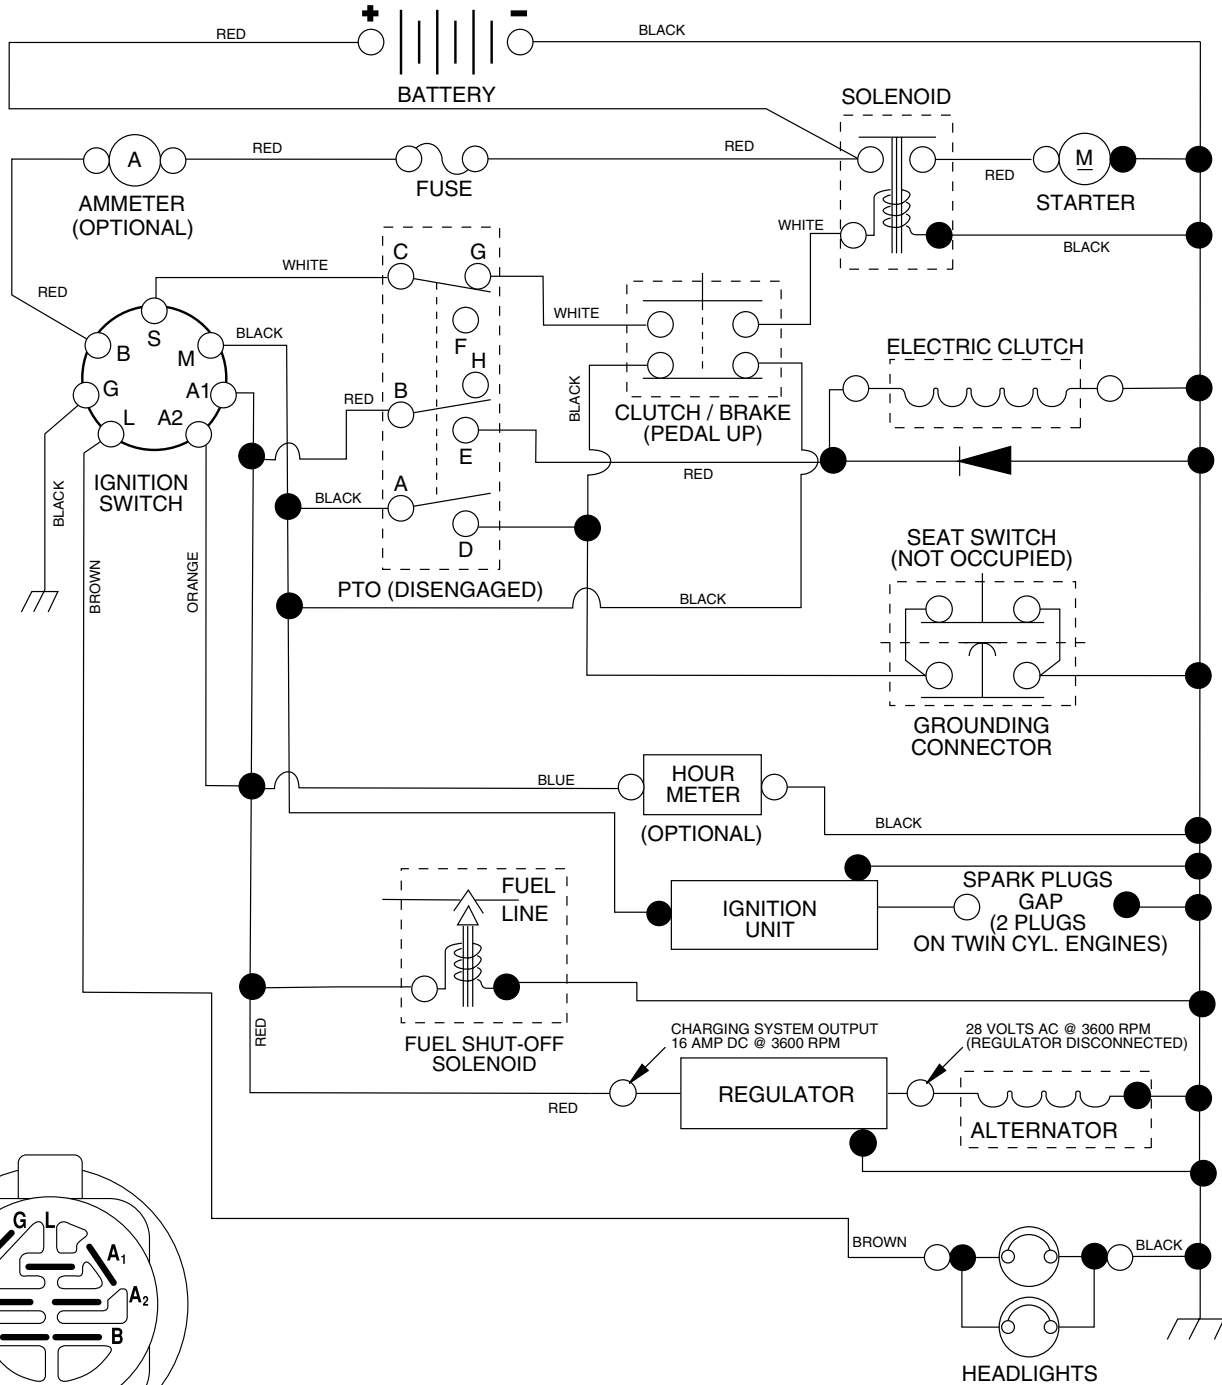 + -
RED
BLACK
BATTERY
SOLENOID
A
RED
RED
M
RED
FUSE
AMMETER
(OPTIONAL)
STARTER
WHITE
BLACK
C
G
WHITE
RED
WHITE
S
BLACK
B
M
F
H
ELECTRIC CLUTCH
G
A1
L
A2
RED
B
BLACK
CLUTCH / BRAKE
(PEDAL UP)
E
RED
IGNITION
SWITCH
BLACK
A
BLACK
D
SEAT SWITCH
(NOT OCCUPIED)
BROWN
ORANGE
PTO (DISENGAGED)
BLACK
GROUNDING
CONNECTOR
BLUE
HOUR
METER
(OPTIONAL)
BLACK
FUEL
LINE
IGNITION
UNIT
SPARK PLUGS
GAP
(2 PLUGS
ON TWIN CYL. ENGINES)
RED
FUEL SHUT-OFF
SOLENOID
CHARGING SYSTEM OUTPUT
16 AMP DC @ 3600 RPM
28 VOLTS AC @ 3600 RPM
(REGULATOR DISCONNECTED)
RED
REGULATOR
ALTERNATOR
G L
A1
A2
B
BROWN
BLACK
HEADLIGHTS